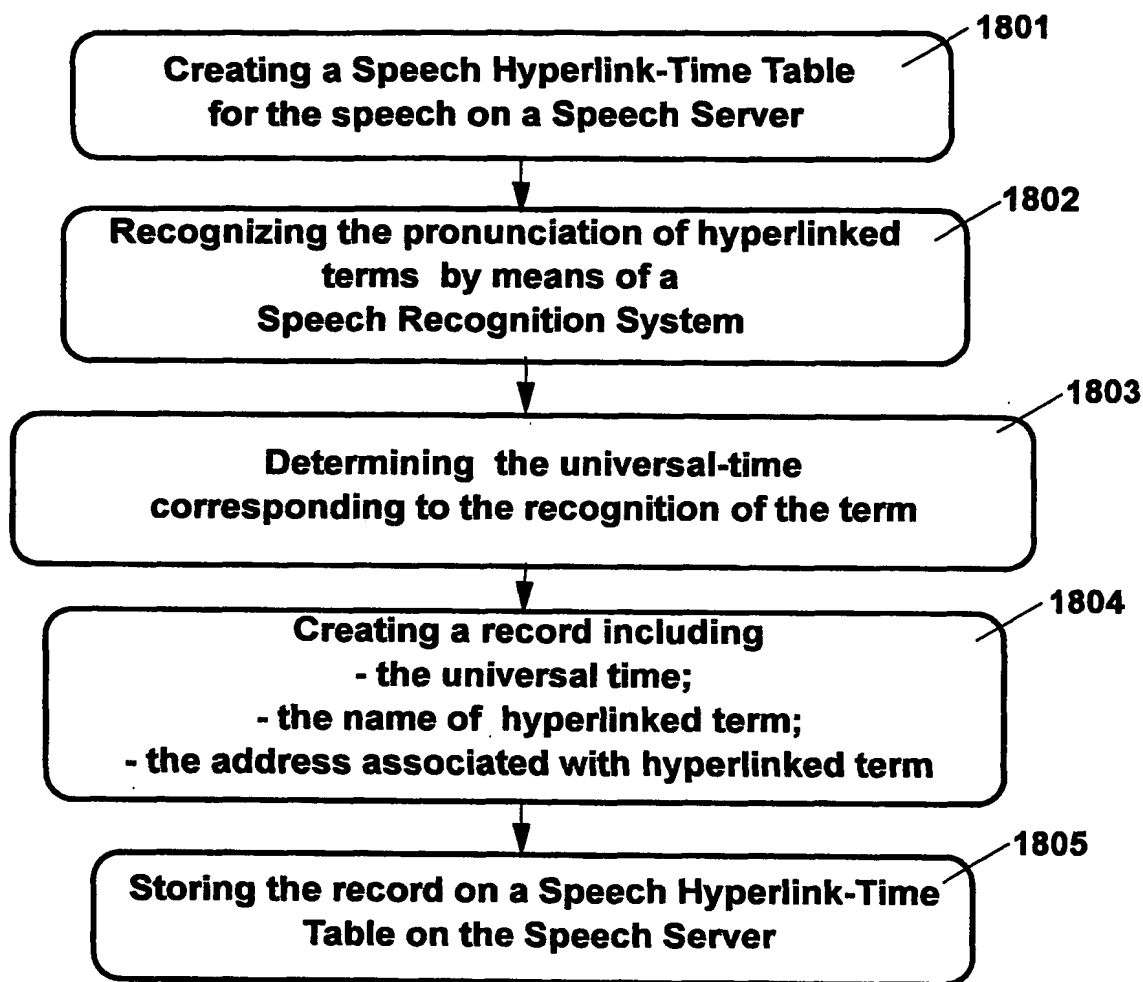 1801
Creating a Speech Hyperlink-Time Table
for the speech on a Speech Server
1802
Recognizing the pronunciation of hyperlinked
terms by means of a
Speech Recognition System
1803
Determining the universal-time
corresponding to the recognition of the term
1804
Creating a record including
- the universal time;
- the name of hyperlinked term;
- the address associated with hyperlinked term
1805
Storing the record on a Speech Hyperlink-Time
Table on the Speech Server